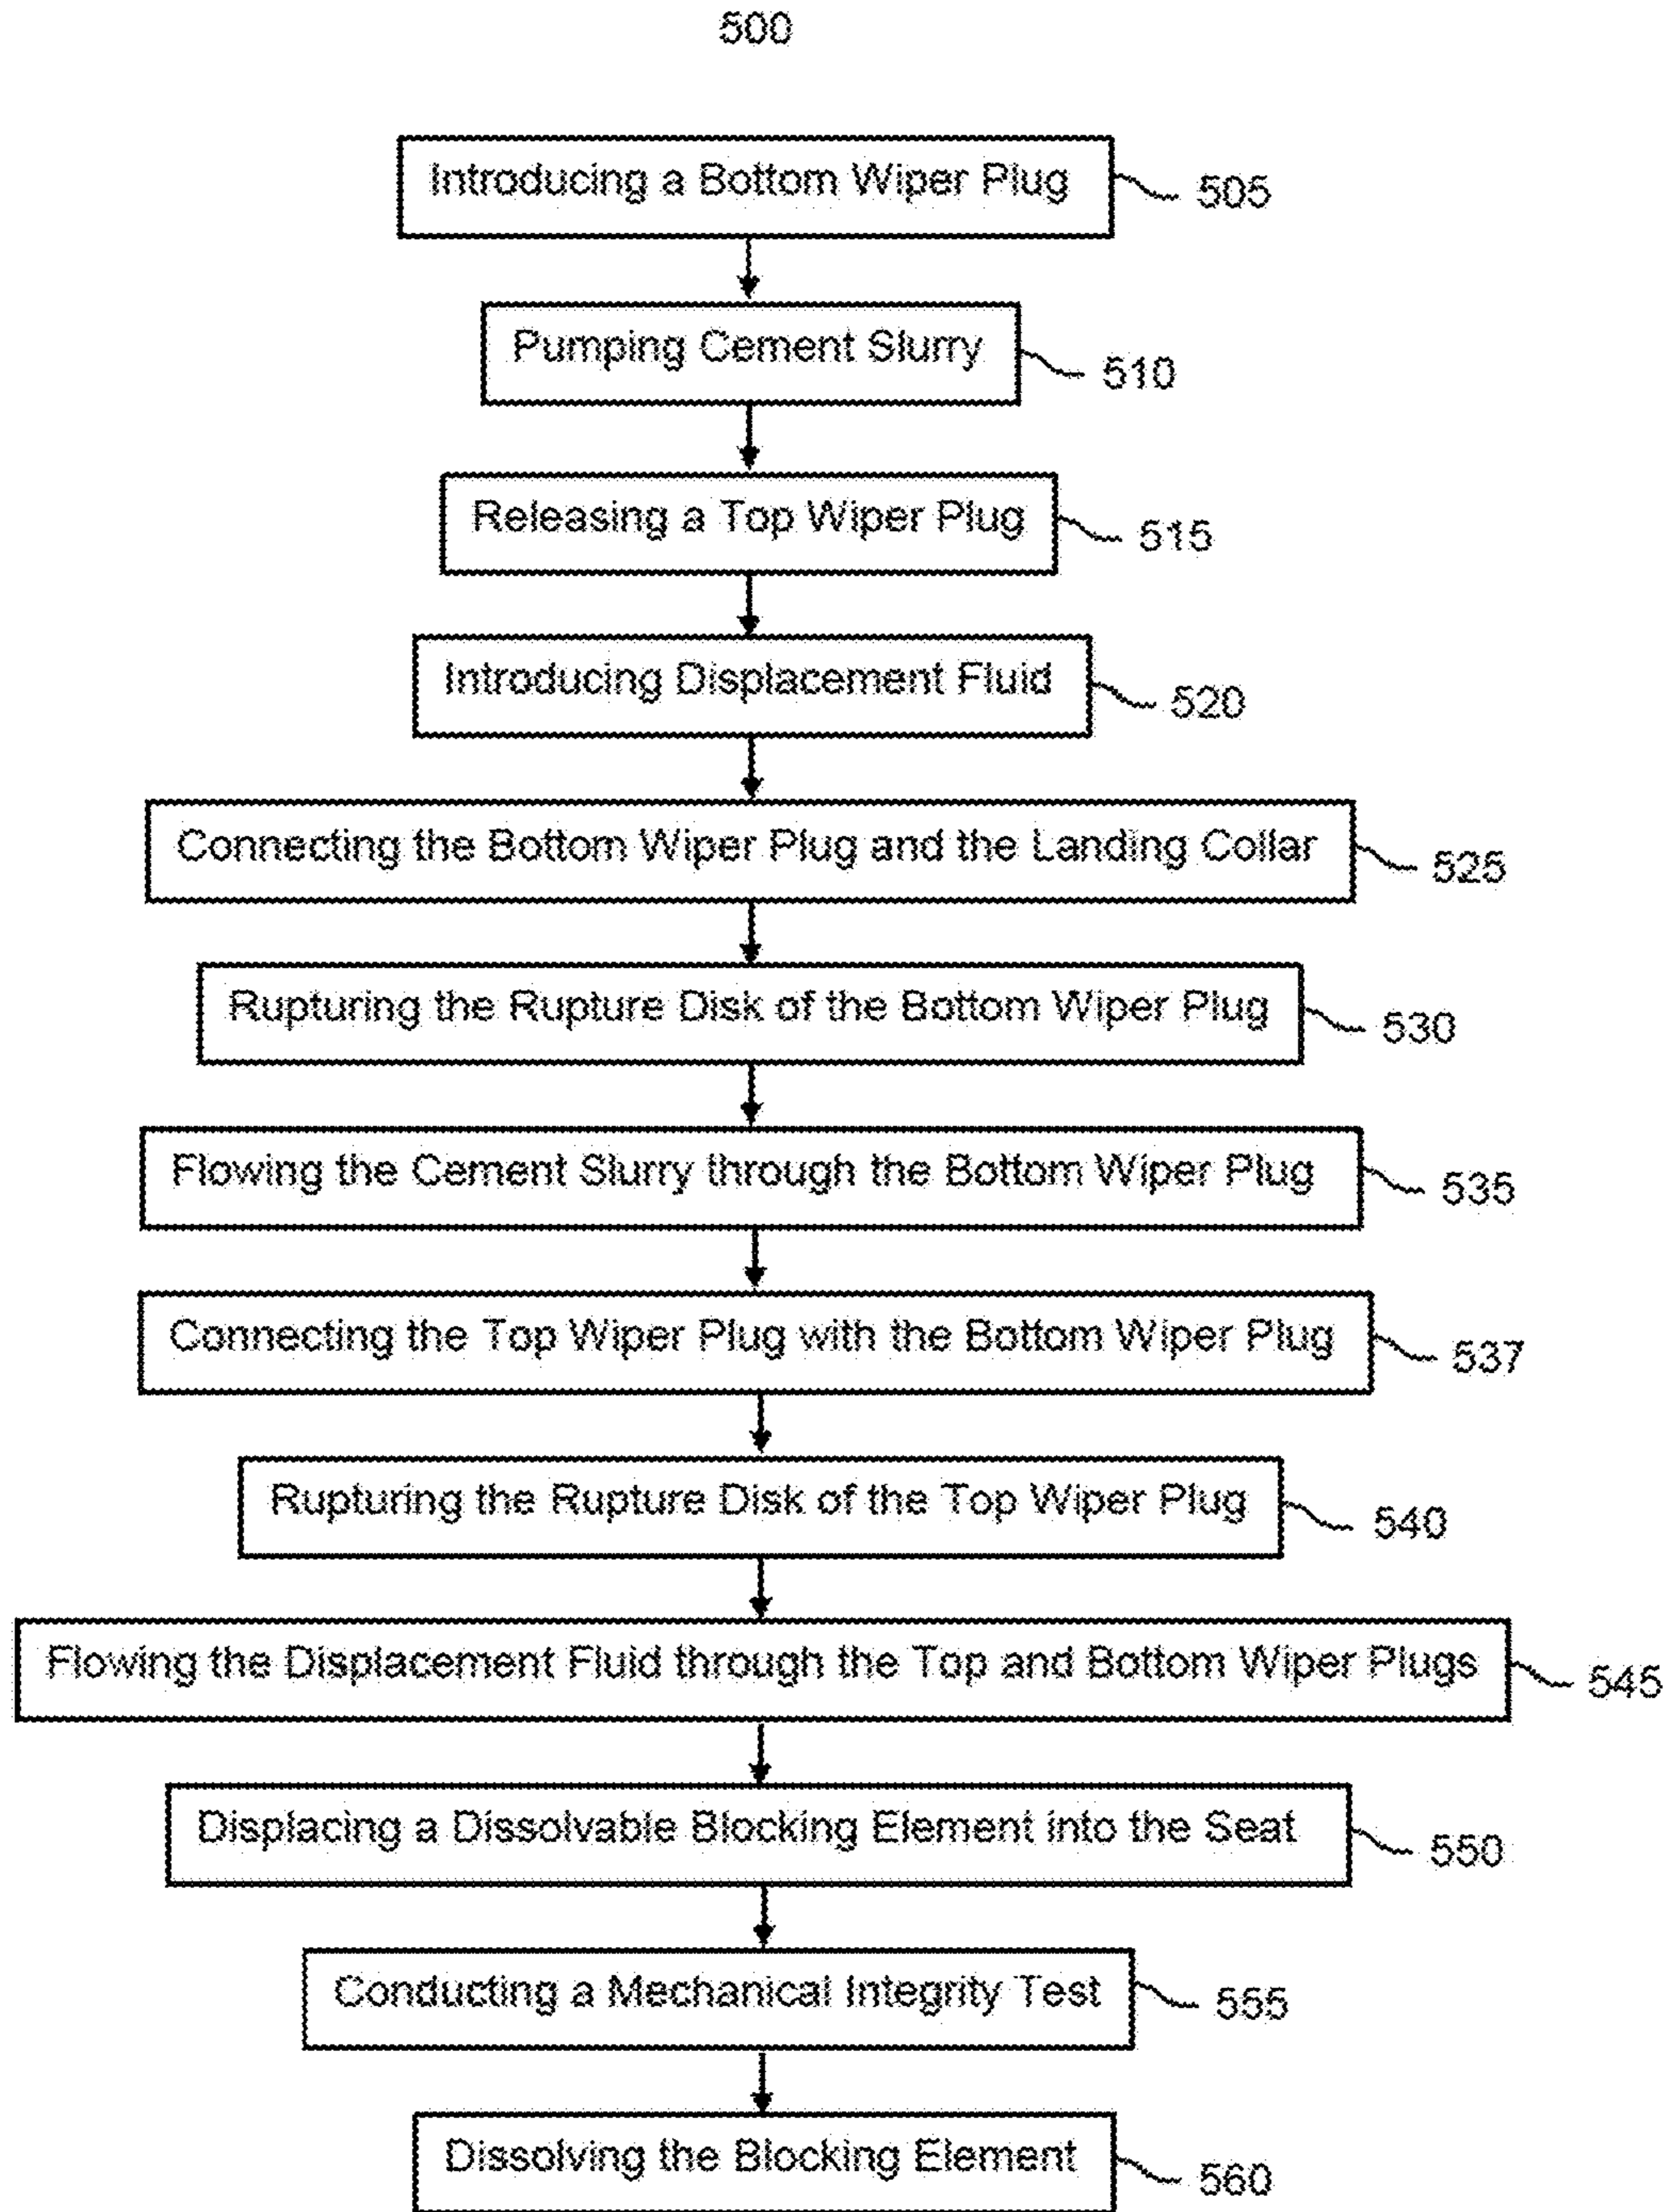 500
Introducing a Bottom Wiper Plug
505
Pumping Cement Slurry
510
Releasing a Top Wiper Plug
515
Introducing Displacement Fluid
520
Connecting the Bottom Wiper Plug and the Landing Collar
525
Rupturing the Rupture Disk of the Bottom Wiper Plug
530
Flowing the Cement Slurry through the Bottom Wiper Plug
535
Connecting the Top Wiper Plug with the Bottom Wiper Plug
537
Rupturing the Rupture Disk of the Top Wiper Plug
540
Flowing the Displacement Fluid through the Top and Bottom Wiper Plugs
545
Displacing a Dissolvable Blocking Element into the Seat
550
Conducting a Mechanical Integrity Test
555
Dissolving the Blocking Element
560